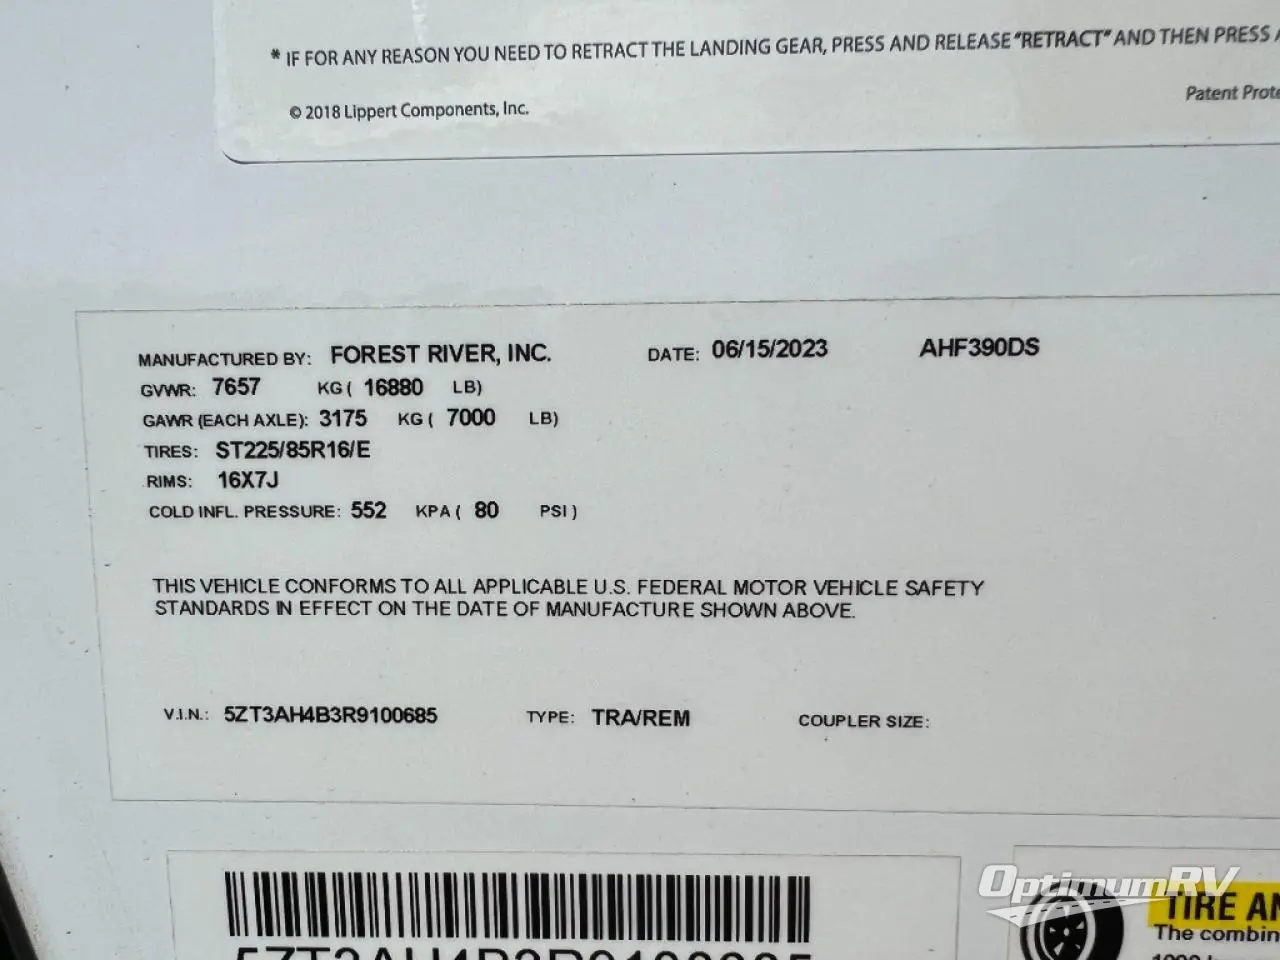 * IF FOR ANY REASON YOU NEED TO RETRACT THE LANDING GEAR, PRESS AND RELEASE "RETRACT" AND THEN PRESS
Patent
© 2018 Lippert Components, Inc.
MANUFACTURED BY: FOREST RIVER, INC. DATE: 06/15/2023 AHF390DS
GVWR: 7657 KG ( 16880 LB)
GAWR (EACH AXLE): 3175 KG ( 7000 LB)
TIRES: ST225/85R16/E
RIMS: 16X7J
COLD INFL. PRESSURE: 552 KPA ( 80 PSI )
THIS VEHICLE CONFORMS TO ALL APPLICABLE U.S. FEDERAL MOTOR VEHICLE SAFETY
STANDARDS IN EFFECT ON THE DATE OF MANUFACTURE SHOWN ABOVE.
V.I.N.: 5ZT3AH4B3R9100685 TYPE: TRA/REM COUPLER SIZE:
OptimumRV
TIRE
The